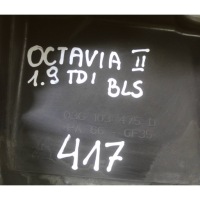 OCTAVIA II
1.9 TDI BLS
417